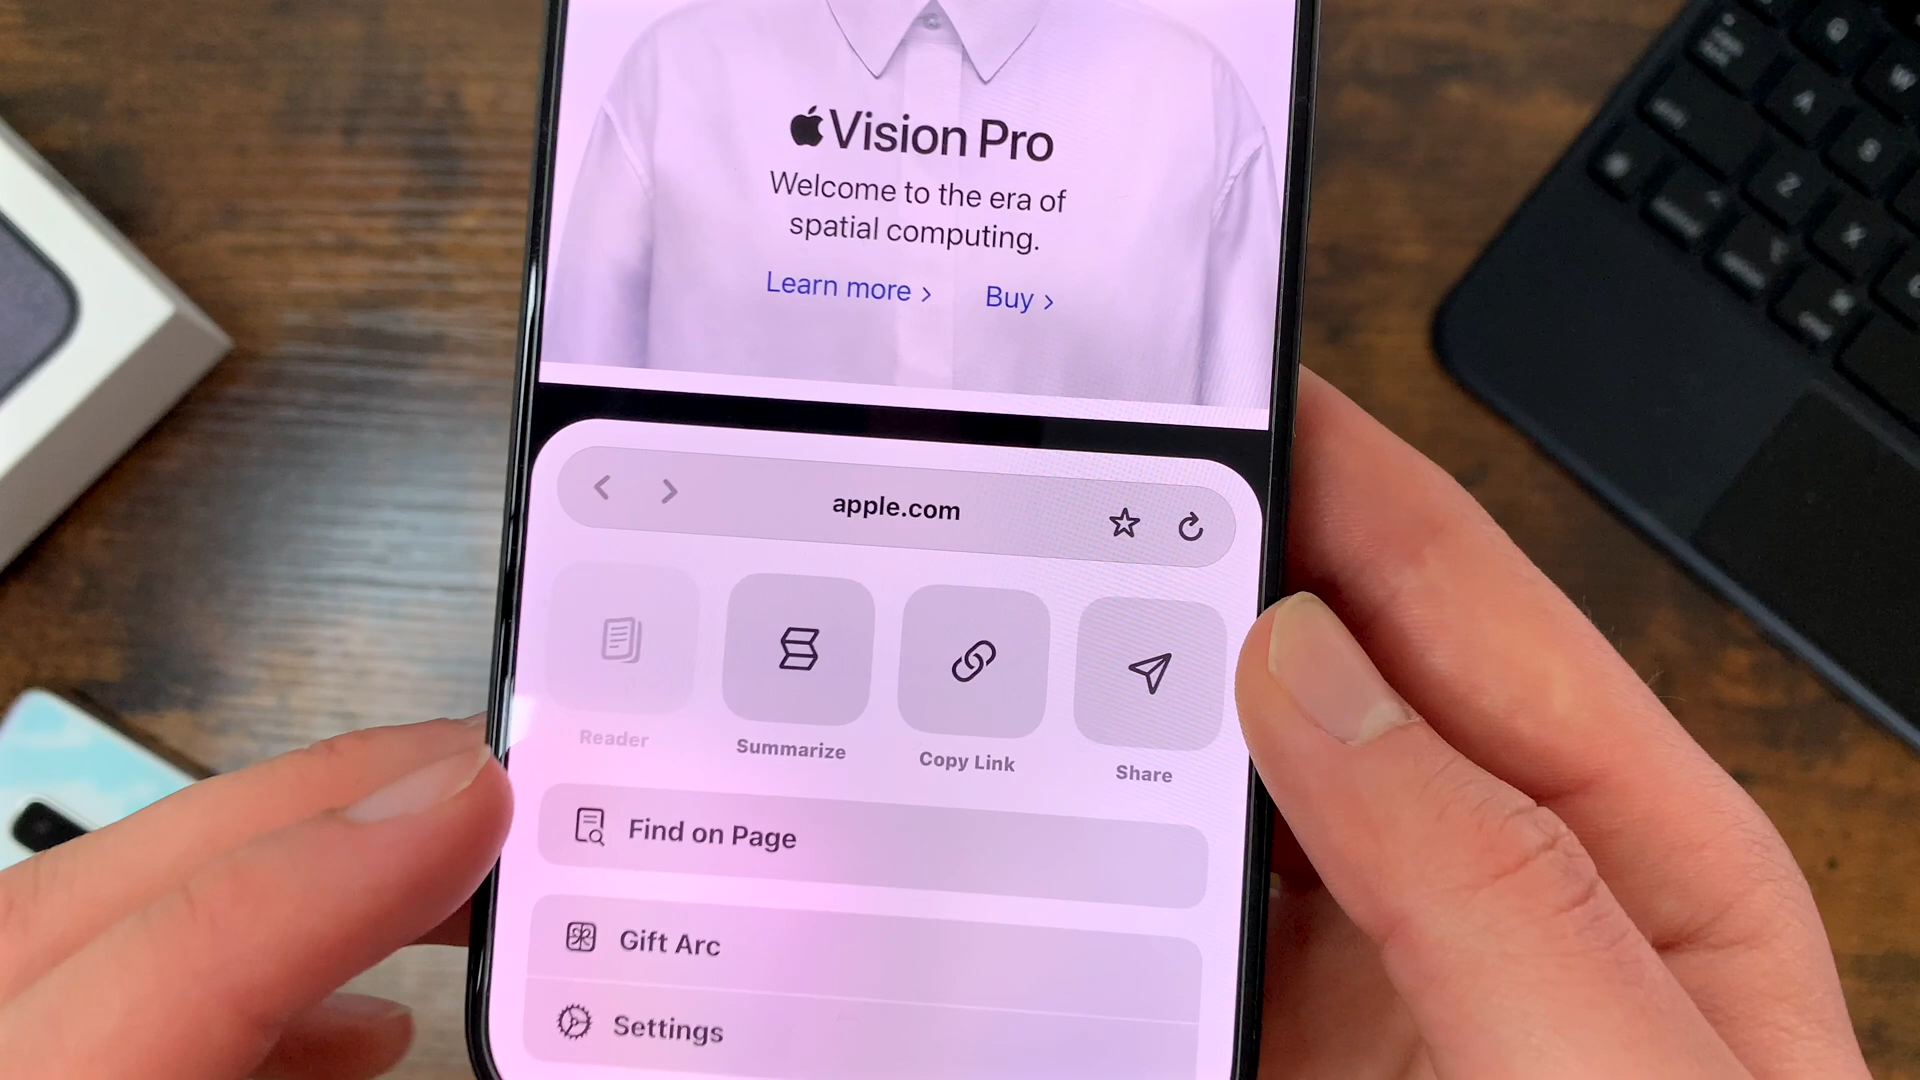 Vision Pro
Welcome to the era of
spatial computing.
Learn more > Buy >
apple.com
Reader Summarize Copy Link Share
Find on Page
Gift Arc
Settings
Q
W
A
S
Z
X